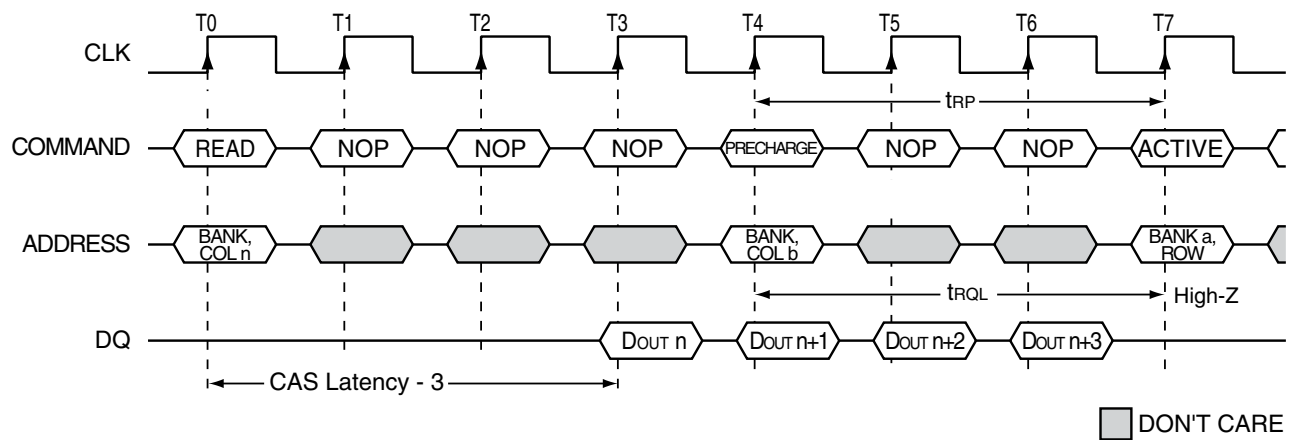 T0 T1 T2 T3 T4 T5 T6 T7
CLK
tRP
COMMAND READ NOP NOP NOP PRECHARGE NOP NOP ACTIVE
ADDRESS BANK, COL n BANK, COL b BANK a, ROW
tRQL High-Z
DQ DOUT n DOUT n+1 DOUT n+2 DOUT n+3
CAS Latency - 3
DON'T CARE